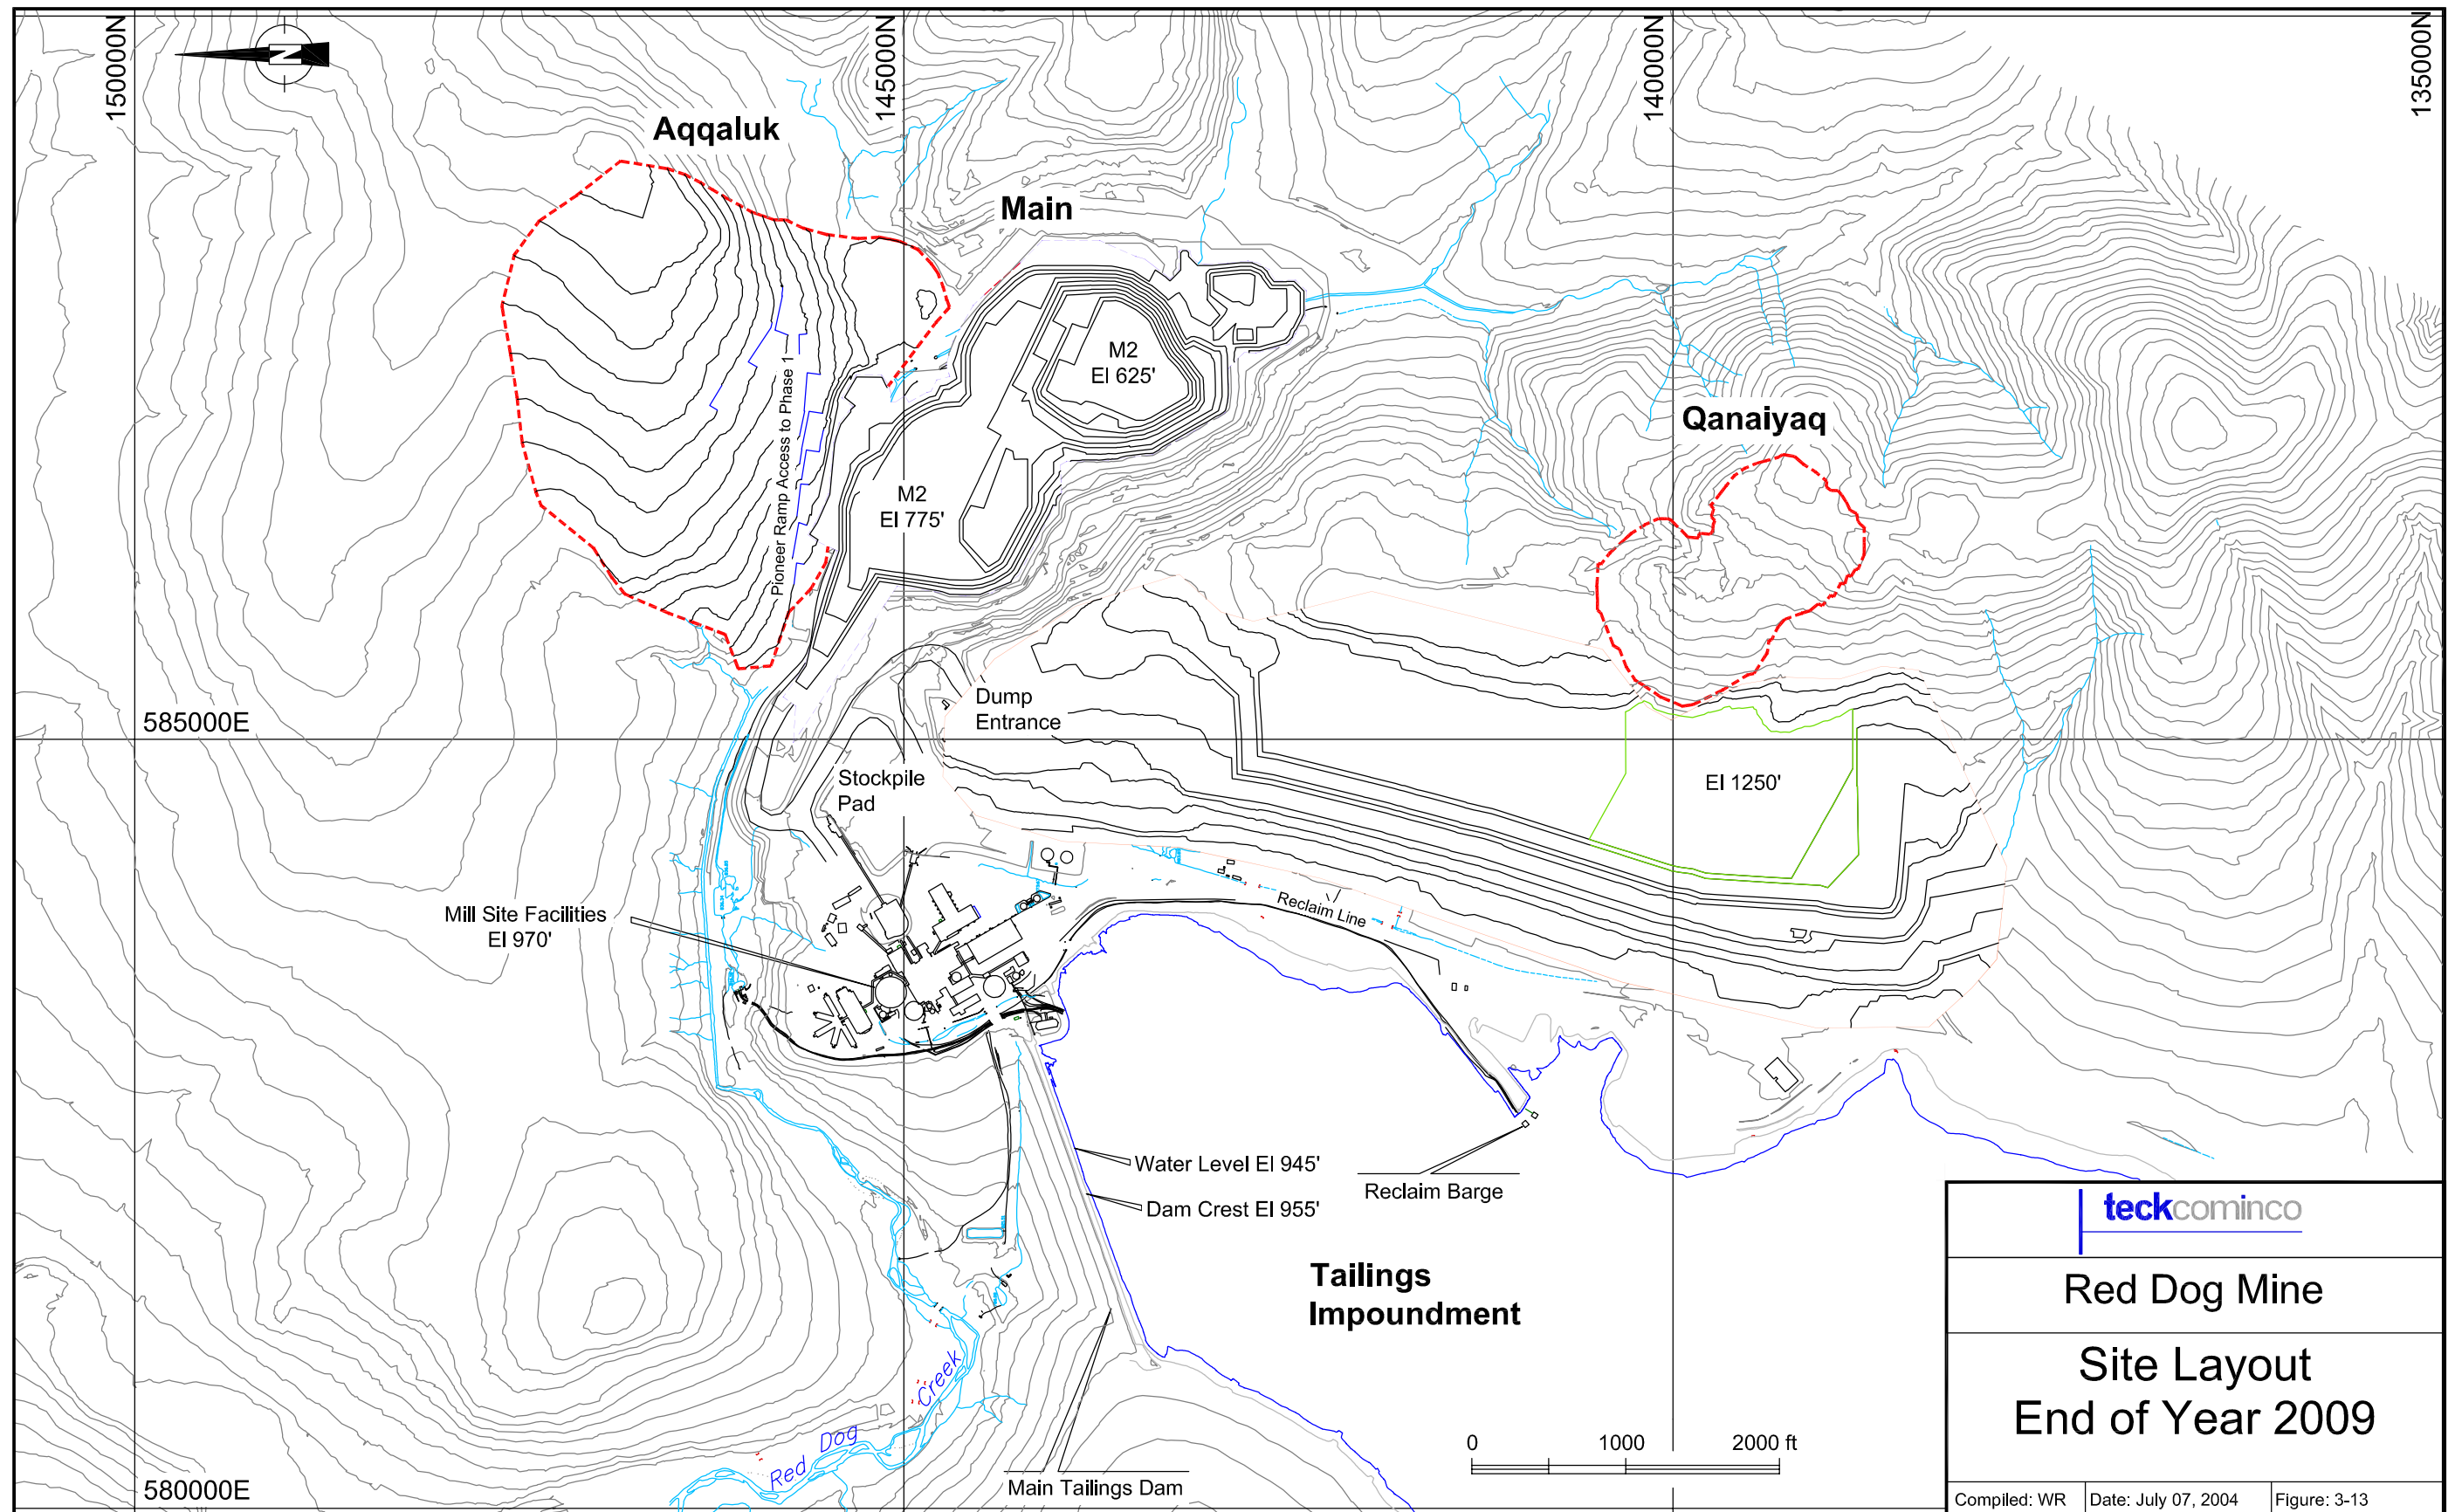 150000N
145000N
140000N
135000N
N
Aqqaluk
Main
M2
El 625'
Qanaiyaq
Pioneer Ramp Access to Phase 1
M2
El 775'
Dump
Entrance
585000E
Stockpile
Pad
El 1250'
Mill Site Facilities
El 970'
Reclaim Line
Water Level El 945'
Dam Crest El 955'
Reclaim Barge
Tailings
Impoundment
Red Dog Creek
580000E
Main Tailings Dam
0 1000 2000 ft
teckcominco
Red Dog Mine
Site Layout
End of Year 2009
Compiled: WR
Date: July 07, 2004
Figure: 3-13